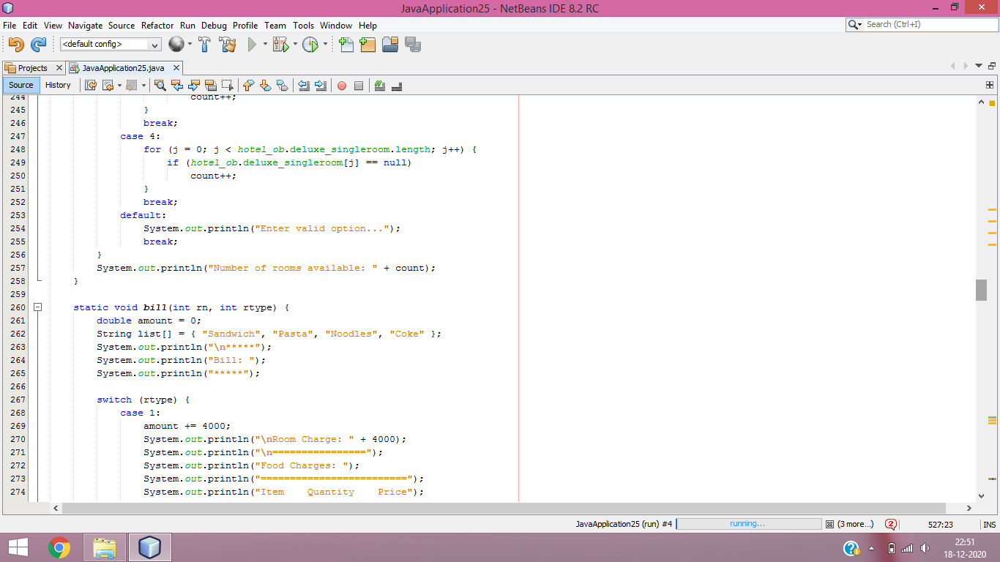 JavaApplication25 - NetBeans IDE 8.2 RC
File Edit View Navigate Source Refactor Run Debug Profile Team Tools Window Help
Search (Ctrl+I)
<default config>
Projects
JavaApplication25.java
Source History
244 count++;
245 }
246 break;
247 case 4:
248 for (j = 0; j < hotel_ob.deluxe_singleroom.length; j++) {
249 if (hotel_ob.deluxe_singleroom[j] == null)
250 count++;
251 }
252 break;
253 default:
254 System.out.println("Enter valid option...");
255 break;
256 }
257 System.out.println("Number of rooms available: " + count);
258 }
259
260 static void bill(int rn, int rtype) {
261 double amount = 0;
262 String list[] = { "Sandwich", "Pasta", "Noodles", "Coke" };
263 System.out.println("\n*****");
264 System.out.println("Bill: ");
265 System.out.println("*****");
266
267 switch (rtype) {
268 case 1:
269 amount += 4000;
270 System.out.println("\nRoom Charge: " + 4000);
271 System.out.println("\n================");
272 System.out.println("Food Charges: ");
273 System.out.println("=========================");
274 System.out.println("Item    Quantity    Price");
JavaApplication25 (run) #4 running... (3 more...) 2 527:23 INS
22:51
18-12-2020